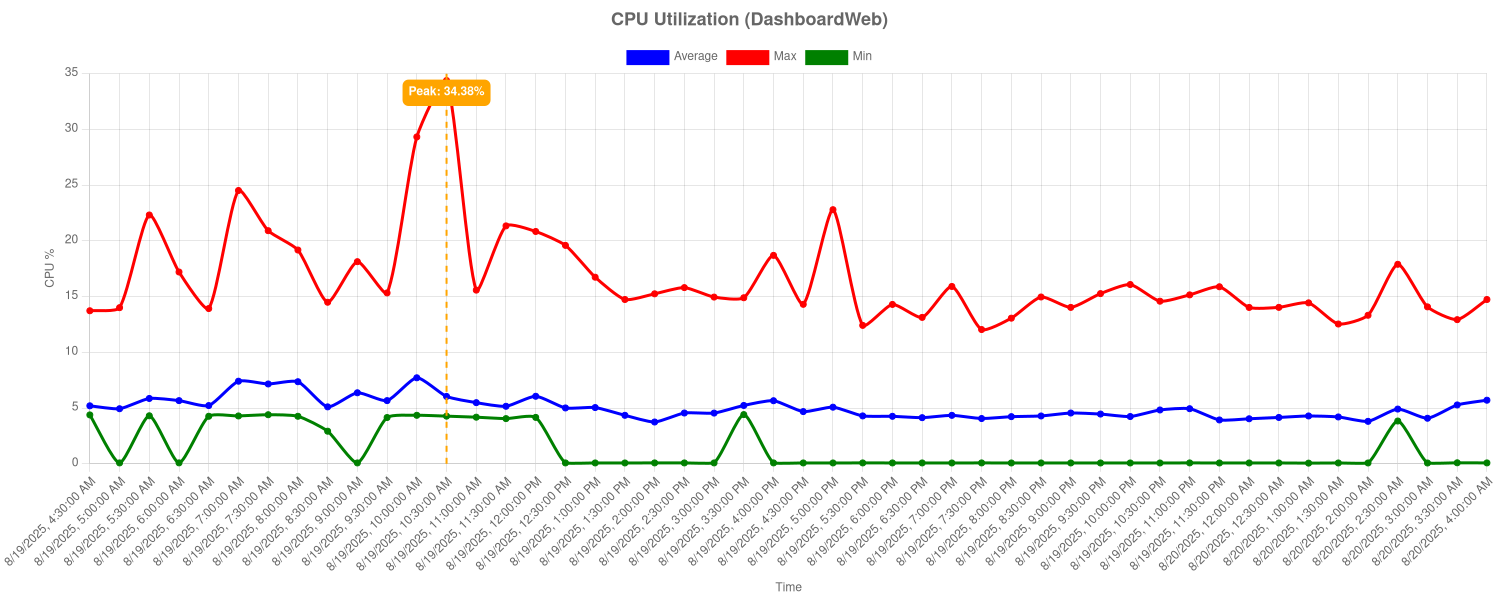 CPU Utilization (DashboardWeb)
Average Max Min
35
Peak: 34.38%
30
25
20
CPU %
15
10
5
0
8/19/2025, 4:30:00 AM
8/19/2025, 5:00:00 AM
8/19/2025, 5:30:00 AM
8/19/2025, 6:00:00 AM
8/19/2025, 6:30:00 AM
8/19/2025, 7:00:00 AM
8/19/2025, 7:30:00 AM
8/19/2025, 8:00:00 AM
8/19/2025, 8:30:00 AM
8/19/2025, 9:00:00 AM
8/19/2025, 9:30:00 AM
8/19/2025, 10:00:00 AM
8/19/2025, 10:30:00 AM
8/19/2025, 11:00:00 AM
8/19/2025, 11:30:00 AM
8/19/2025, 12:00:00 PM
8/19/2025, 12:30:00 PM
8/19/2025, 1:00:00 PM
8/19/2025, 1:30:00 PM
8/19/2025, 2:00:00 PM
8/19/2025, 2:30:00 PM
8/19/2025, 3:00:00 PM
8/19/2025, 3:30:00 PM
8/19/2025, 4:00:00 PM
8/19/2025, 4:30:00 PM
8/19/2025, 5:00:00 PM
8/19/2025, 5:30:00 PM
8/19/2025, 6:00:00 PM
8/19/2025, 6:30:00 PM
8/19/2025, 7:00:00 PM
8/19/2025, 7:30:00 PM
8/19/2025, 8:00:00 PM
8/19/2025, 8:30:00 PM
8/19/2025, 9:00:00 PM
8/19/2025, 9:30:00 PM
8/19/2025, 10:00:00 PM
8/19/2025, 10:30:00 PM
8/19/2025, 11:00:00 PM
8/19/2025, 11:30:00 PM
8/20/2025, 12:00:00 AM
8/20/2025, 12:30:00 AM
8/20/2025, 1:00:00 AM
8/20/2025, 1:30:00 AM
8/20/2025, 2:00:00 AM
8/20/2025, 2:30:00 AM
8/20/2025, 3:00:00 AM
8/20/2025, 3:30:00 AM
8/20/2025, 4:00:00 AM
Time